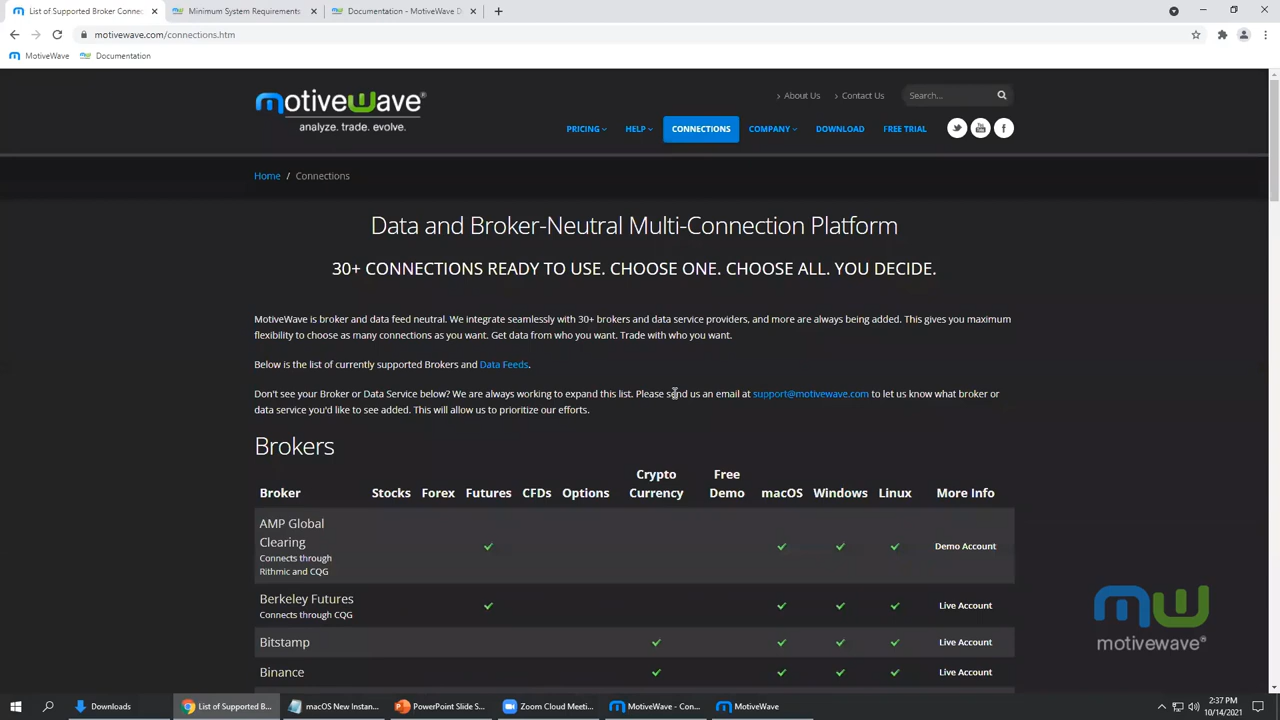 List of Supported Broker Connec
Minimum System Requirements
Documentation - MotiveWave D
motivewave.com/connections.htm
MotiveWave
Documentation
motivewave®
analyze. trade. evolve.
About Us
Contact Us
Search...
PRICING
HELP
CONNECTIONS
COMPANY
DOWNLOAD
FREE TRIAL
Home / Connections
Data and Broker-Neutral Multi-Connection Platform
30+ CONNECTIONS READY TO USE. CHOOSE ONE. CHOOSE ALL. YOU DECIDE.
MotiveWave is broker and data feed neutral. We integrate seamlessly with 30+ brokers and data service providers, and more are always being added. This gives you maximum
flexibility to choose as many connections as you want. Get data from who you want. Trade with who you want.
Below is the list of currently supported Brokers and Data Feeds.
Don't see your Broker or Data Service below? We are always working to expand this list. Please send us an email at support@motivewave.com to let us know what broker or
data service you'd like to see added. This will allow us to prioritize our efforts.
Brokers
Broker Stocks Forex Futures CFDs Options Crypto Currency Free Demo macOS Windows Linux More Info
AMP Global
Clearing
Connects through
Rithmic and CQG
Demo Account
Berkeley Futures
Connects through CQG
Live Account
Bitstamp
Live Account
Binance
Live Account
mw
motivewave®
Downloads
List of Supported B...
macOS New Instan...
PowerPoint Slide S...
Zoom Cloud Meeti...
MotiveWave - Con...
MotiveWave
2:37 PM
10/14/2021